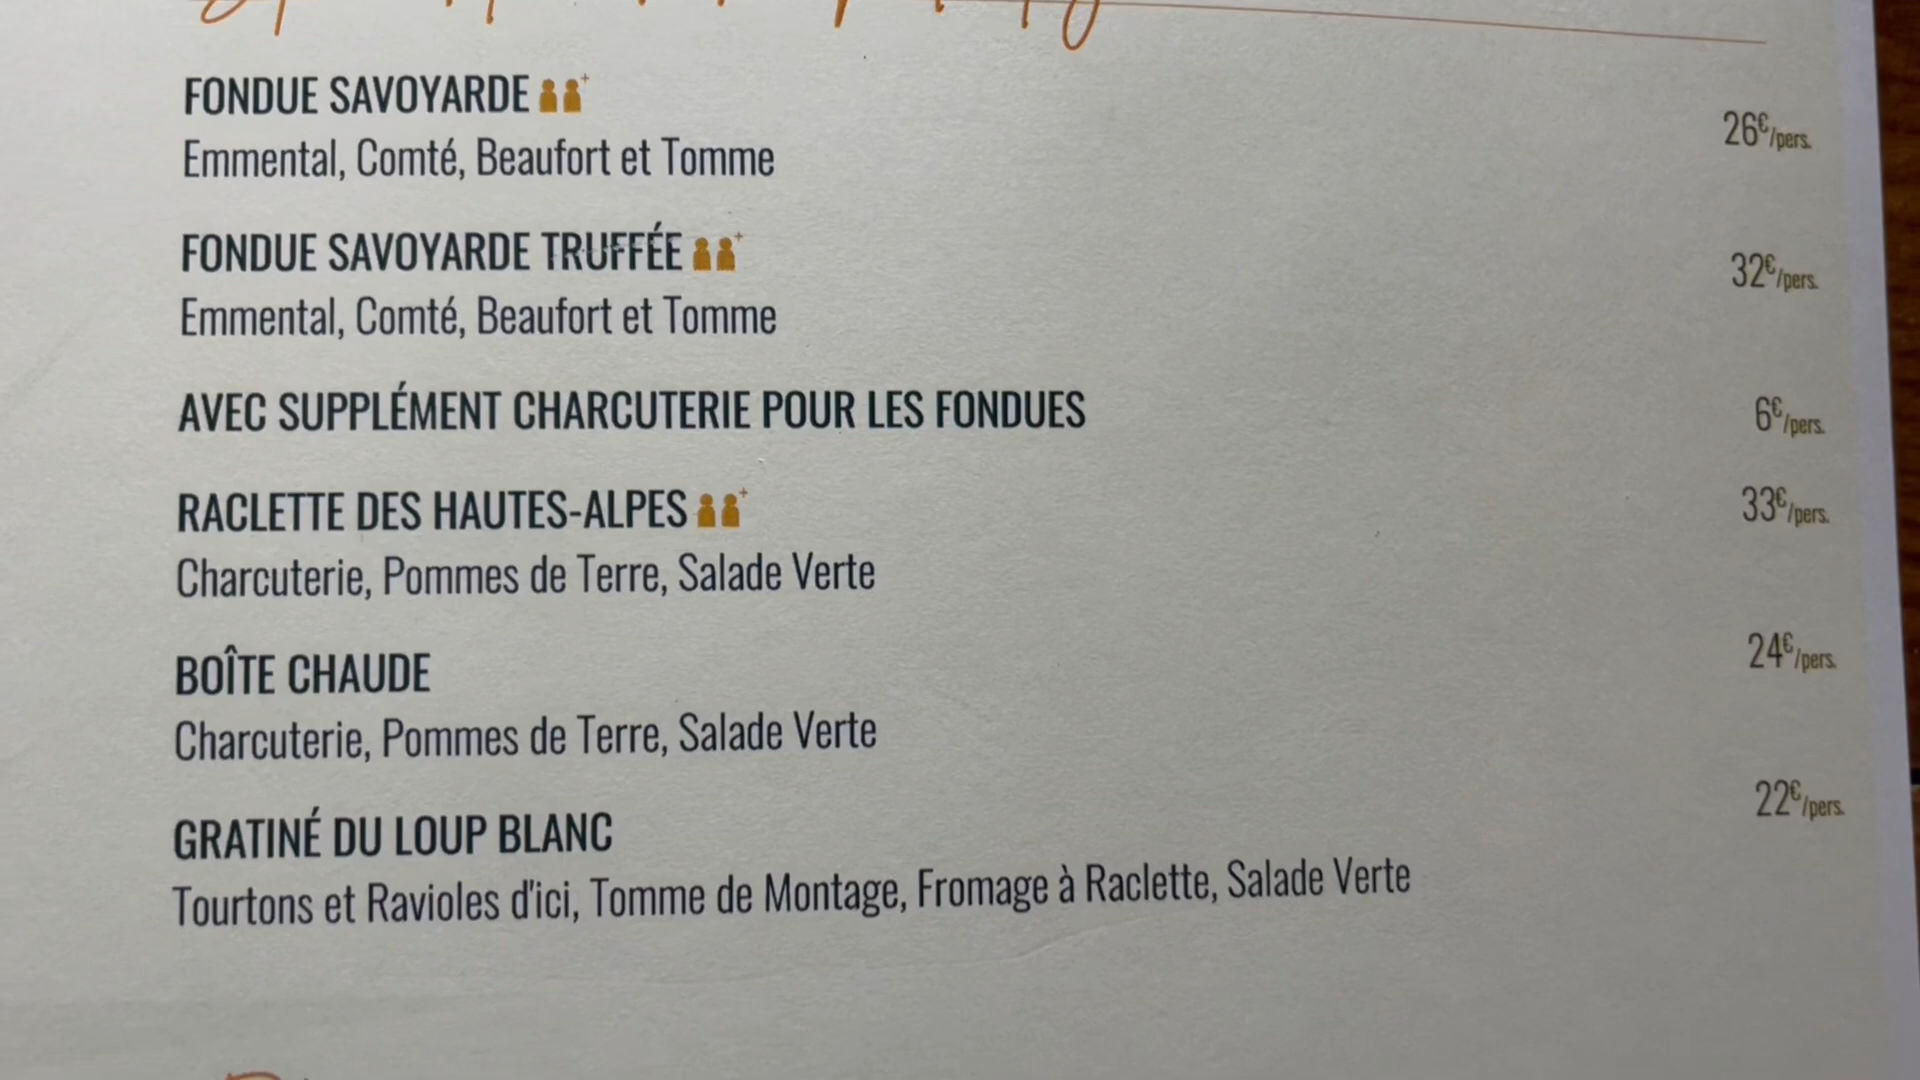 FONDUE SAVOYARDE
26€/pers.
Emmental, Comté, Beaufort et Tomme
FONDUE SAVOYARDE TRUFFÉE
32€/pers.
Emmental, Comté, Beaufort et Tomme
AVEC SUPPLÉMENT CHARCUTERIE POUR LES FONDUES
6€/pers.
RACLETTE DES HAUTES-ALPES
33€/pers.
Charcuterie, Pommes de Terre, Salade Verte
BOÎTE CHAUDE
24€/pers.
Charcuterie, Pommes de Terre, Salade Verte
GRATINÉ DU LOUP BLANC
22€/pers.
Tourtons et Ravioles d'ici, Tomme de Montage, Fromage à Raclette, Salade Verte